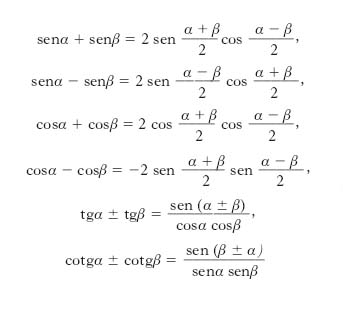 senα + senβ = 2 sen (α + β)/2 cos (α − β)/2,
senα − senβ = 2 sen (α − β)/2 cos (α + β)/2,
cosα + cosβ = 2 cos (α + β)/2 cos (α − β)/2,
cosα − cosβ = −2 sen (α + β)/2 sen (α − β)/2,
tgα ± tgβ = sen (α ± β)/cosα cosβ,
cotgα ± cotgβ = sen (β ± α)/senα senβ